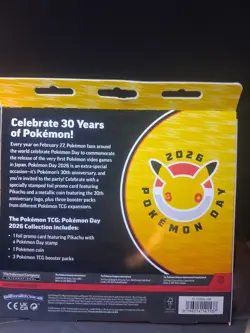 Celebrate 30 Years
of Pokémon!
Every year on February 27, Pokémon fans around
the world celebrate Pokémon Day to commemorate
the release of the very first Pokémon video games
in Japan. Pokémon Day 2026 is an extra-special
occasion—it's Pokémon's 30th anniversary, and
you're invited to the party! Celebrate with a
specially stamped foil promo card featuring
Pikachu and a metallic coin featuring the 30th
anniversary logo, plus three booster packs
from different Pokémon TCG expansions.
The Pokémon TCG: Pokémon Day
2026 Collection includes:
• 1 foil promo card featuring Pikachu with
a Pokémon Day stamp
• 1 Pokémon coin
• 3 Pokémon TCG booster packs
2026
30
POKÉMON DAY